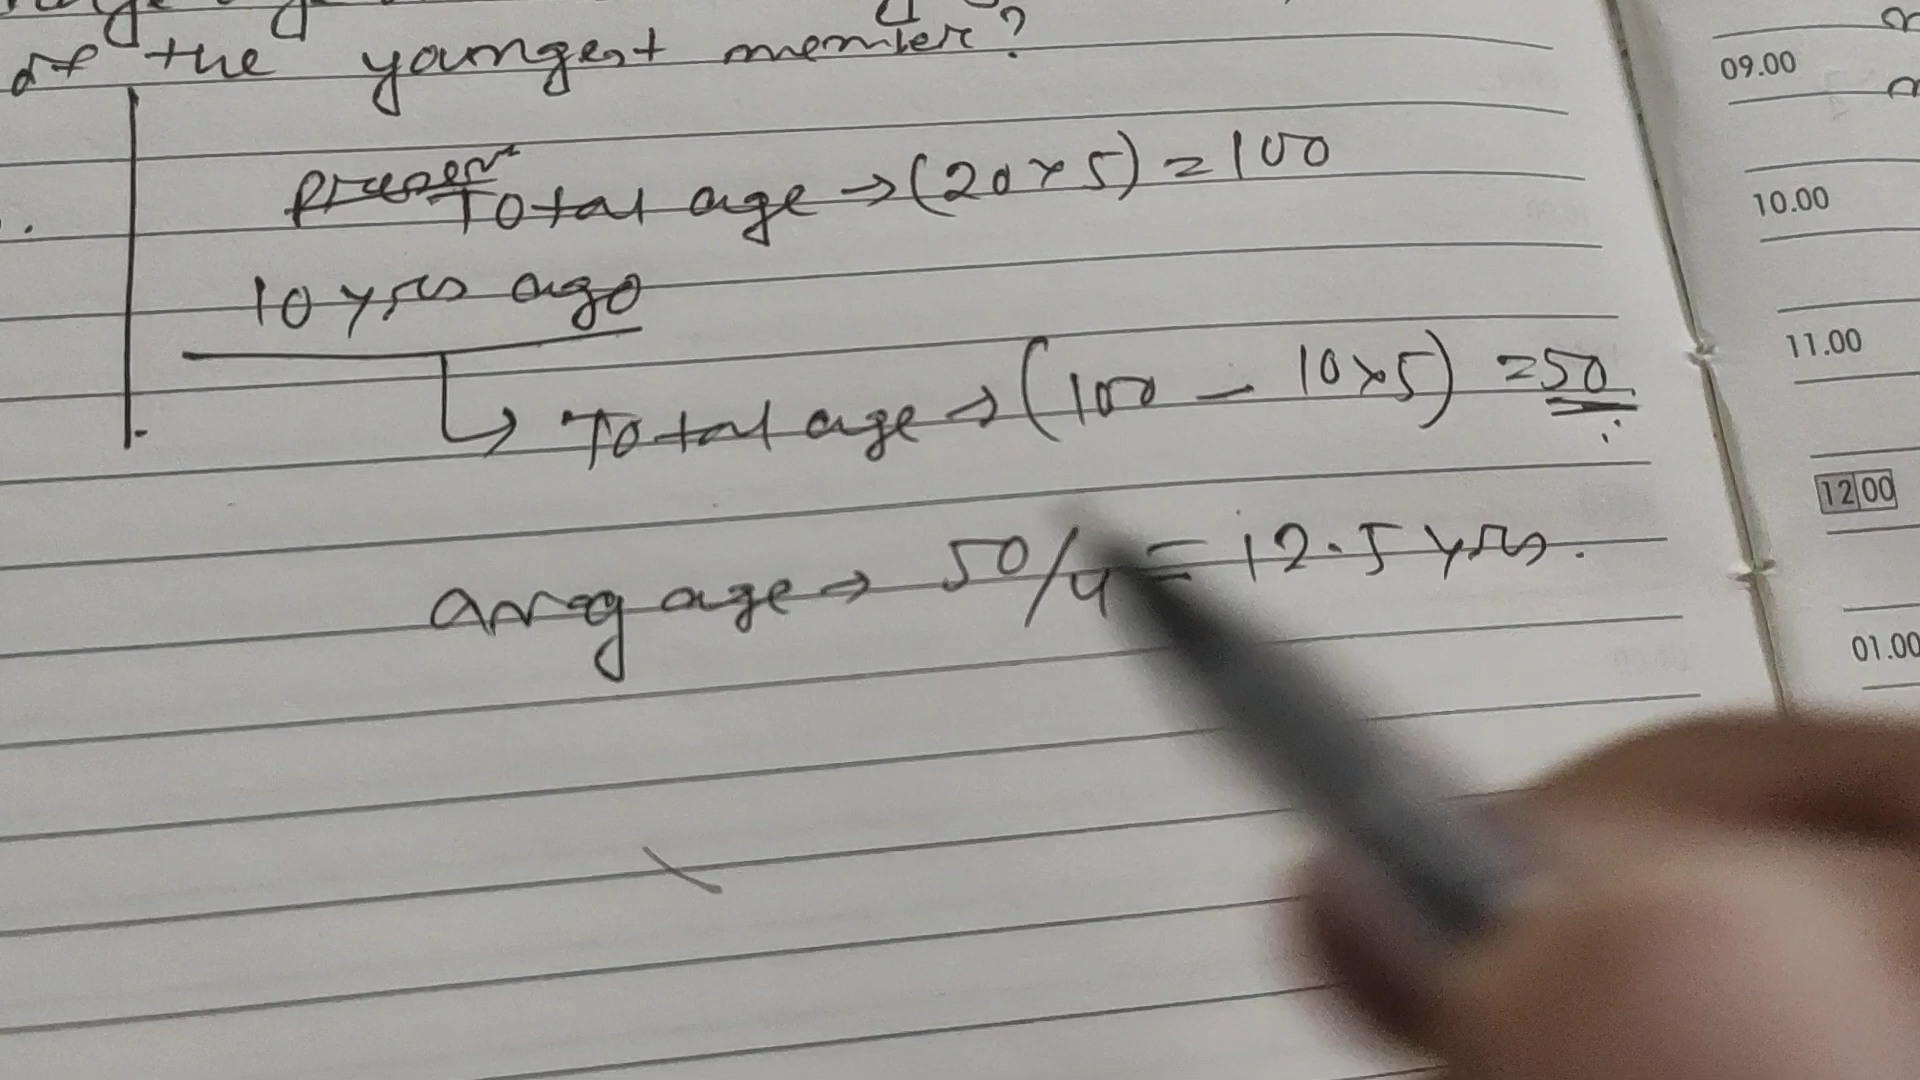 of the youngest member?
present
Total age → (20 × 5) = 100
10 yrs ago
Total age → (100 - 10×5) = 50
avrg age → 50/4 = 12.5 yrs.
09.00
10.00
11.00
12 00
01.00